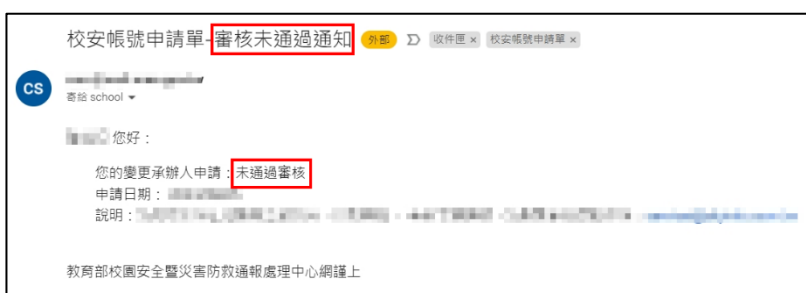 校安帳號申請單-審核未通過通知 外部 收件匣 × 校安帳號申請單 ×
CS
寄給 school
您好：
您的變更承辦人申請：未通過審核
申請日期：
說明：
教育部校園安全暨災害防救通報處理中心網謹上